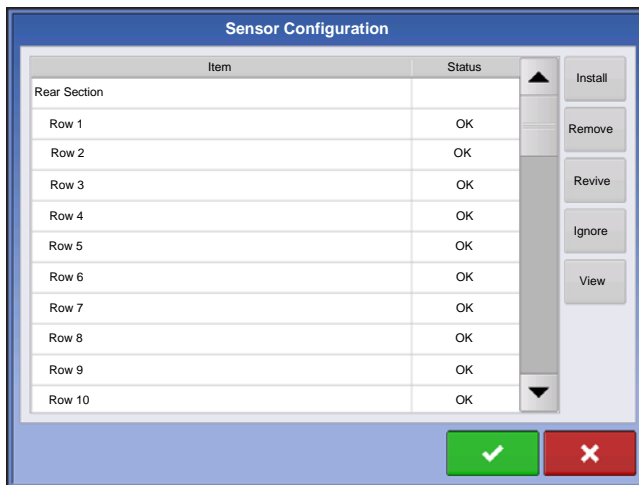 Sensor Configuration
Item Status
Rear Section
Row 1 OK
Row 2 OK
Row 3 OK
Row 4 OK
Row 5 OK
Row 6 OK
Row 7 OK
Row 8 OK
Row 9 OK
Row 10 OK
Install
Remove
Revive
Ignore
View